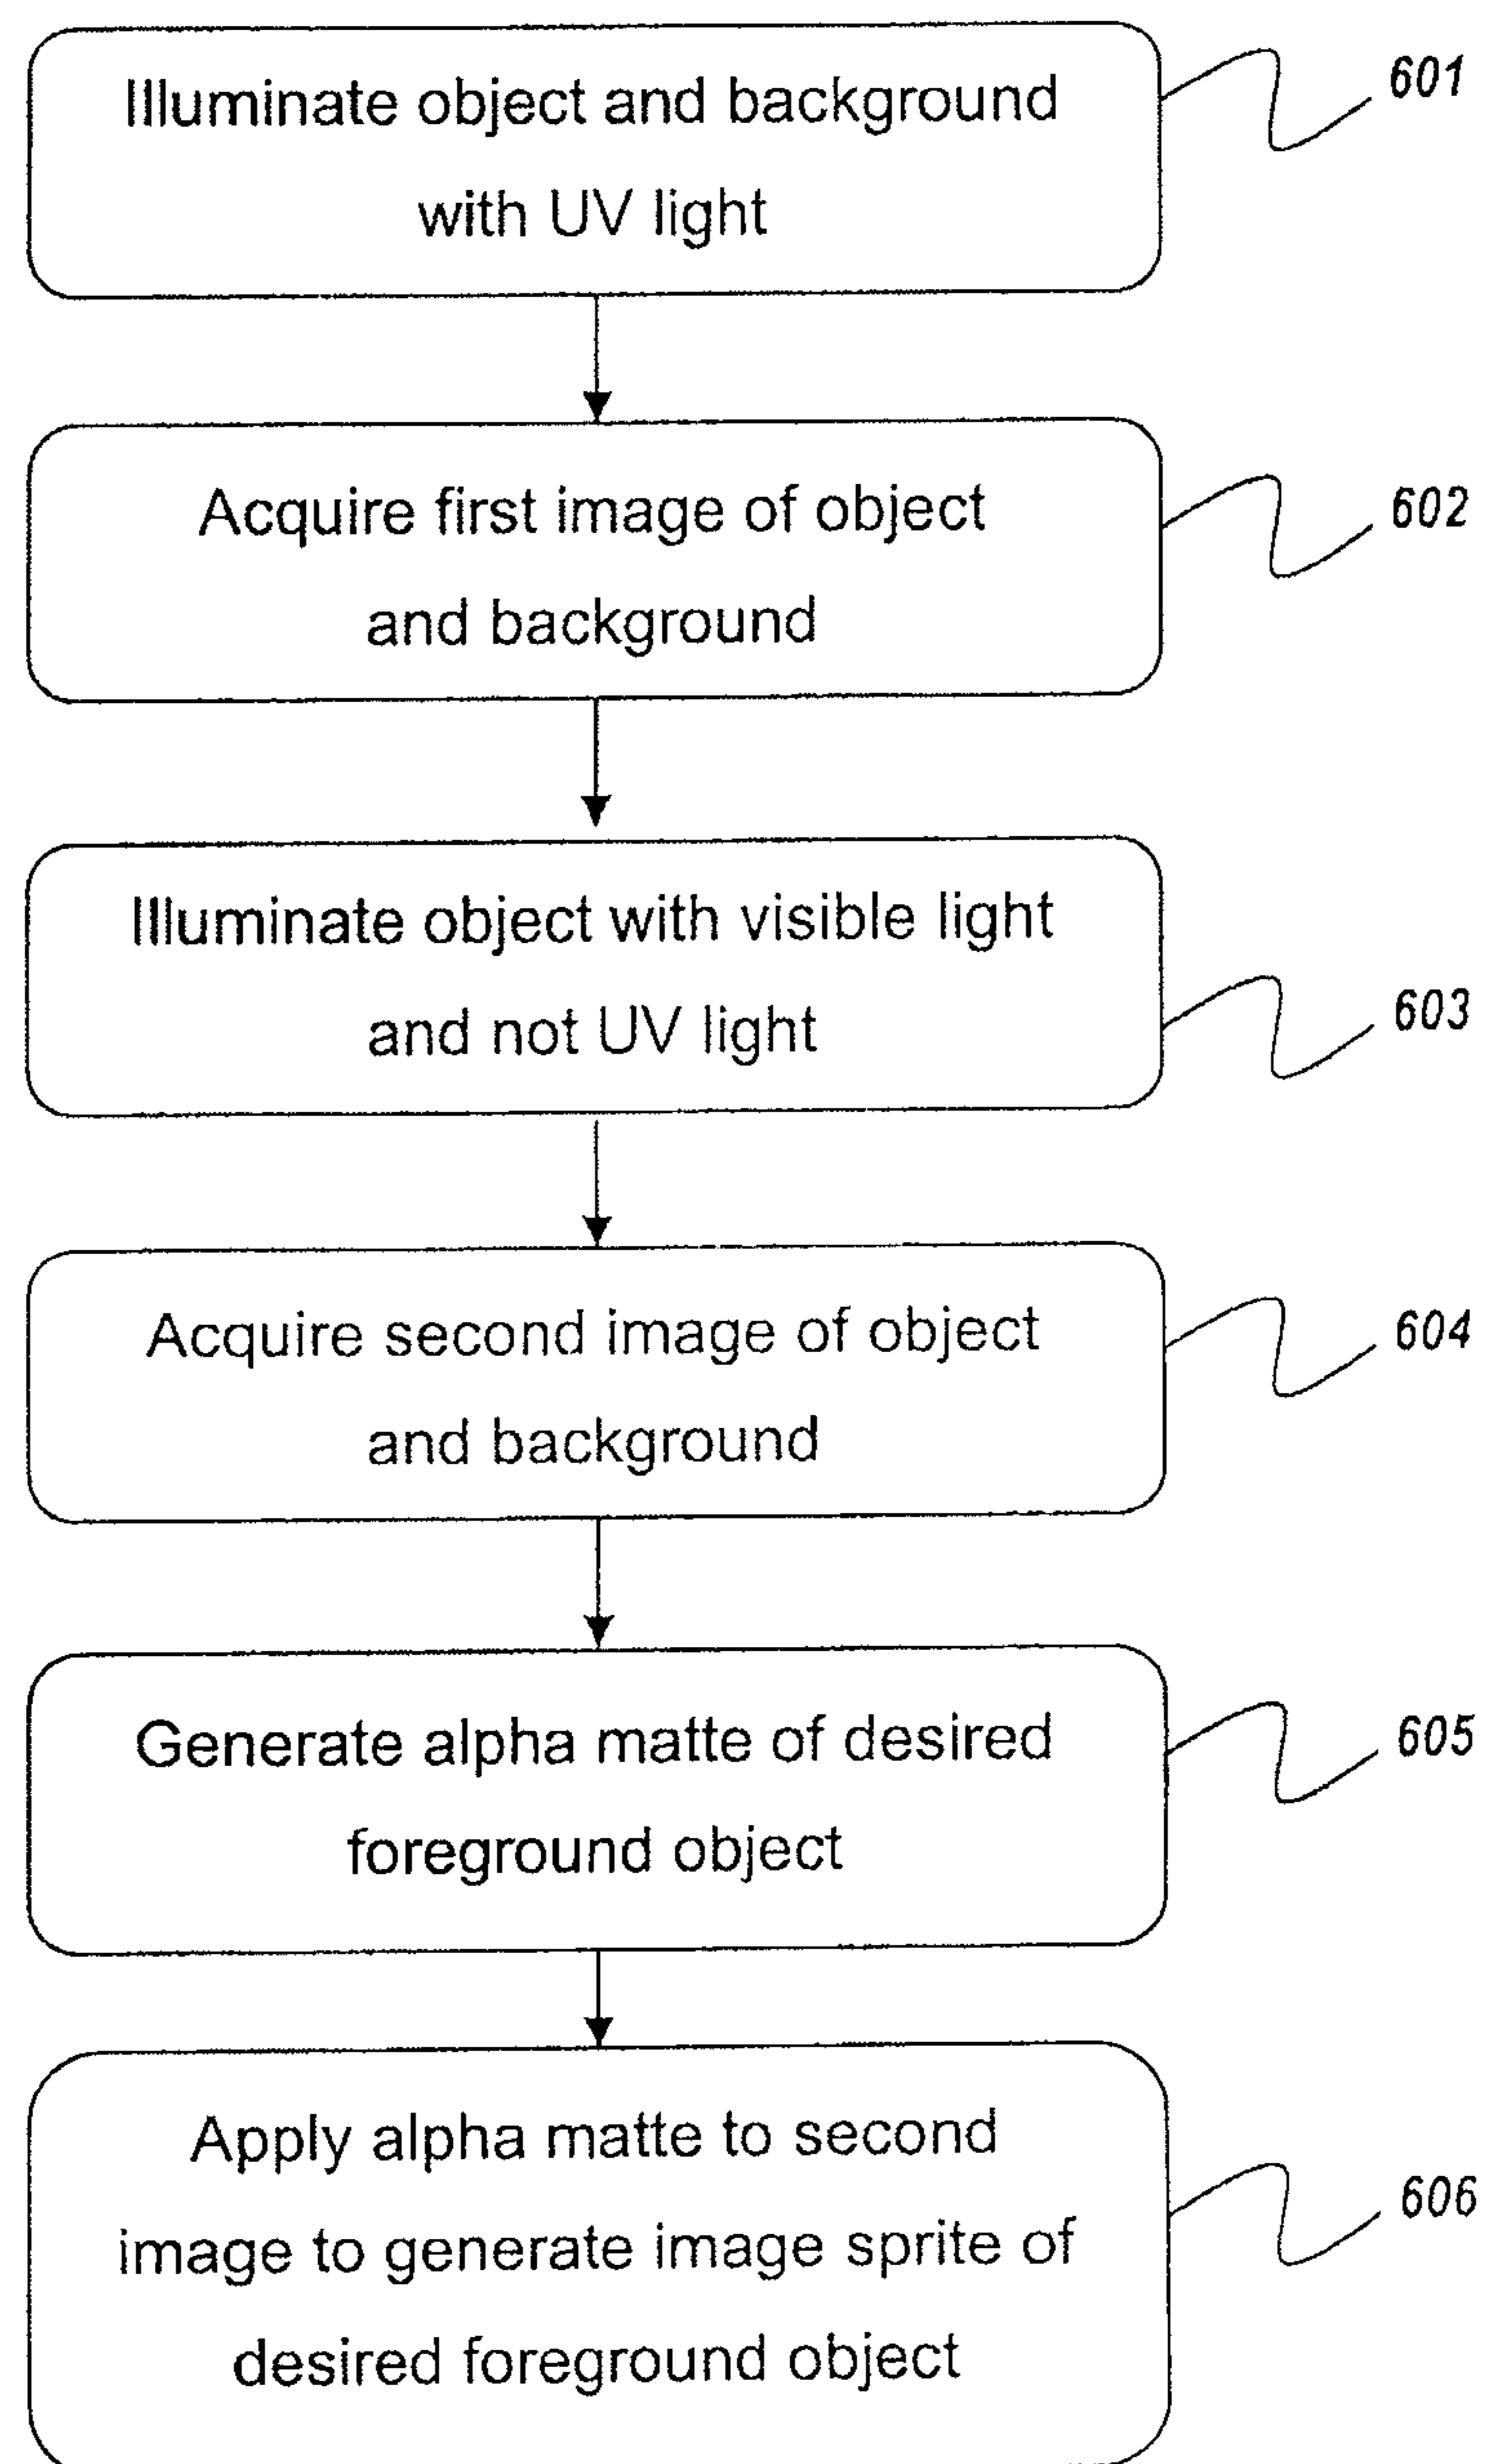 Illuminate object and background
with UV light
601
Acquire first image of object
and background
602
Illuminate object with visible light
and not UV light
603
Acquire second image of object
and background
604
Generate alpha matte of desired
foreground object
605
Apply alpha matte to second
image to generate image sprite of
desired foreground object
606